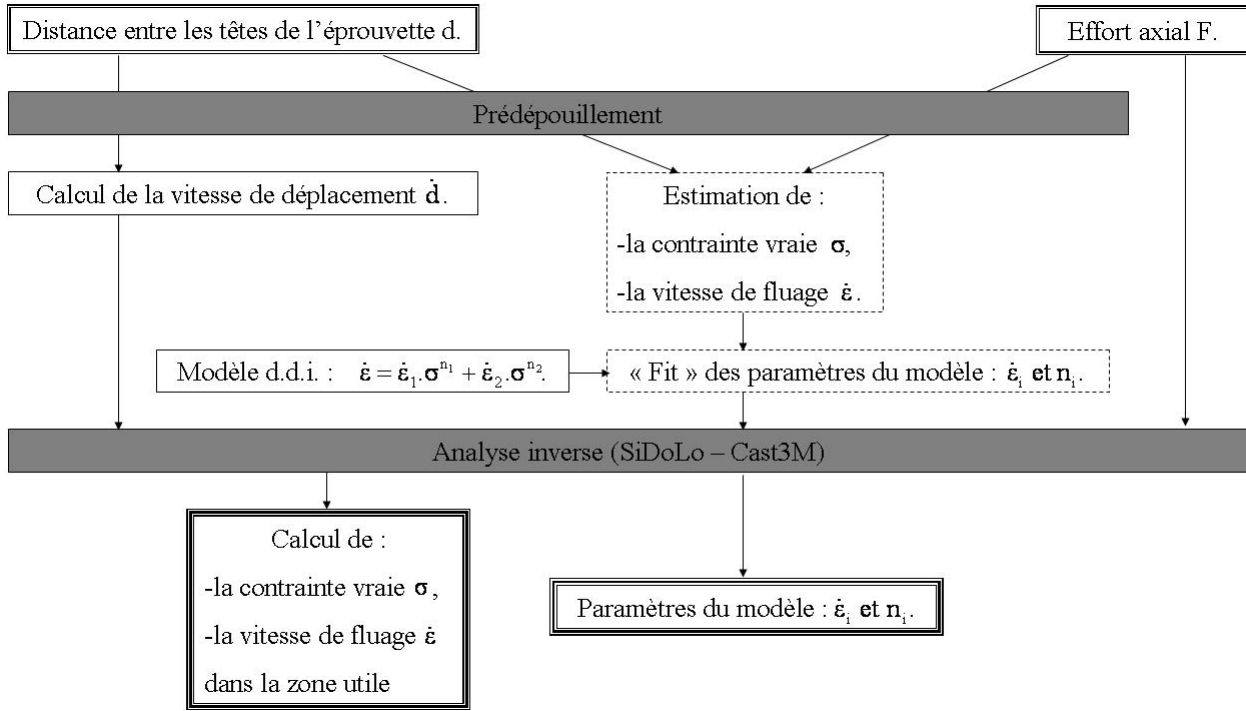 Distance entre les têtes de l’éprouvette d.
Effort axial F.
Prédépouillement
Calcul de la vitesse de déplacement ḋ.
Estimation de :
-la contrainte vraie σ,
-la vitesse de fluage ε̇.
Modèle d.d.i. : ε̇ = ε̇₁.σⁿ¹ + ε̇₂.σⁿ².
« Fit » des paramètres du modèle : ε̇ᵢ et nᵢ.
Analyse inverse (SiDoLo – Cast3M)
Calcul de :
-la contrainte vraie σ,
-la vitesse de fluage ε̇
dans la zone utile
Paramètres du modèle : ε̇ᵢ et nᵢ.